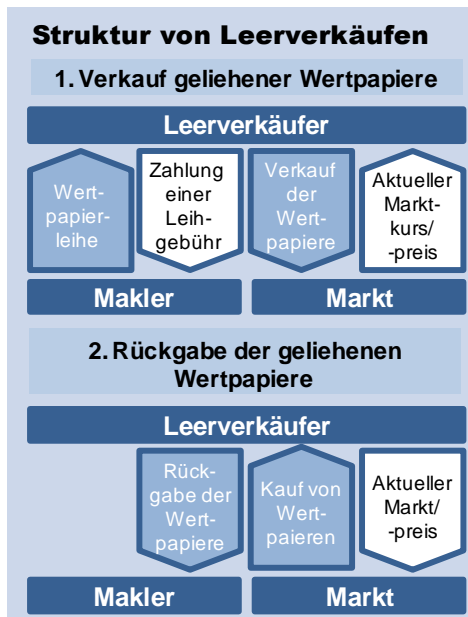 Struktur von Leerverkäufen
1. Verkauf geliehener Wertpapiere
Leerverkäufer
Wert-
papier-
leihe
Zahlung
einer
Leih-
gebühr
Verkauf
der
Wert-
papiere
Aktueller
Markt-
kurs/
-preis
Makler
Markt
2. Rückgabe der geliehenen
Wertpapiere
Leerverkäufer
Rück-
gabe der
Wert-
papiere
Kauf von
Wert-
paieren
Aktueller
Markt/
-preis
Makler
Markt